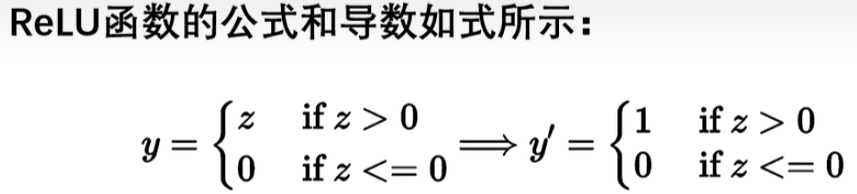 ReLU函数的公式和导数如式所示：
y = { z if z > 0 ⟹ y′ = { 1 if z > 0
0 if z <= 0 0 if z <= 0